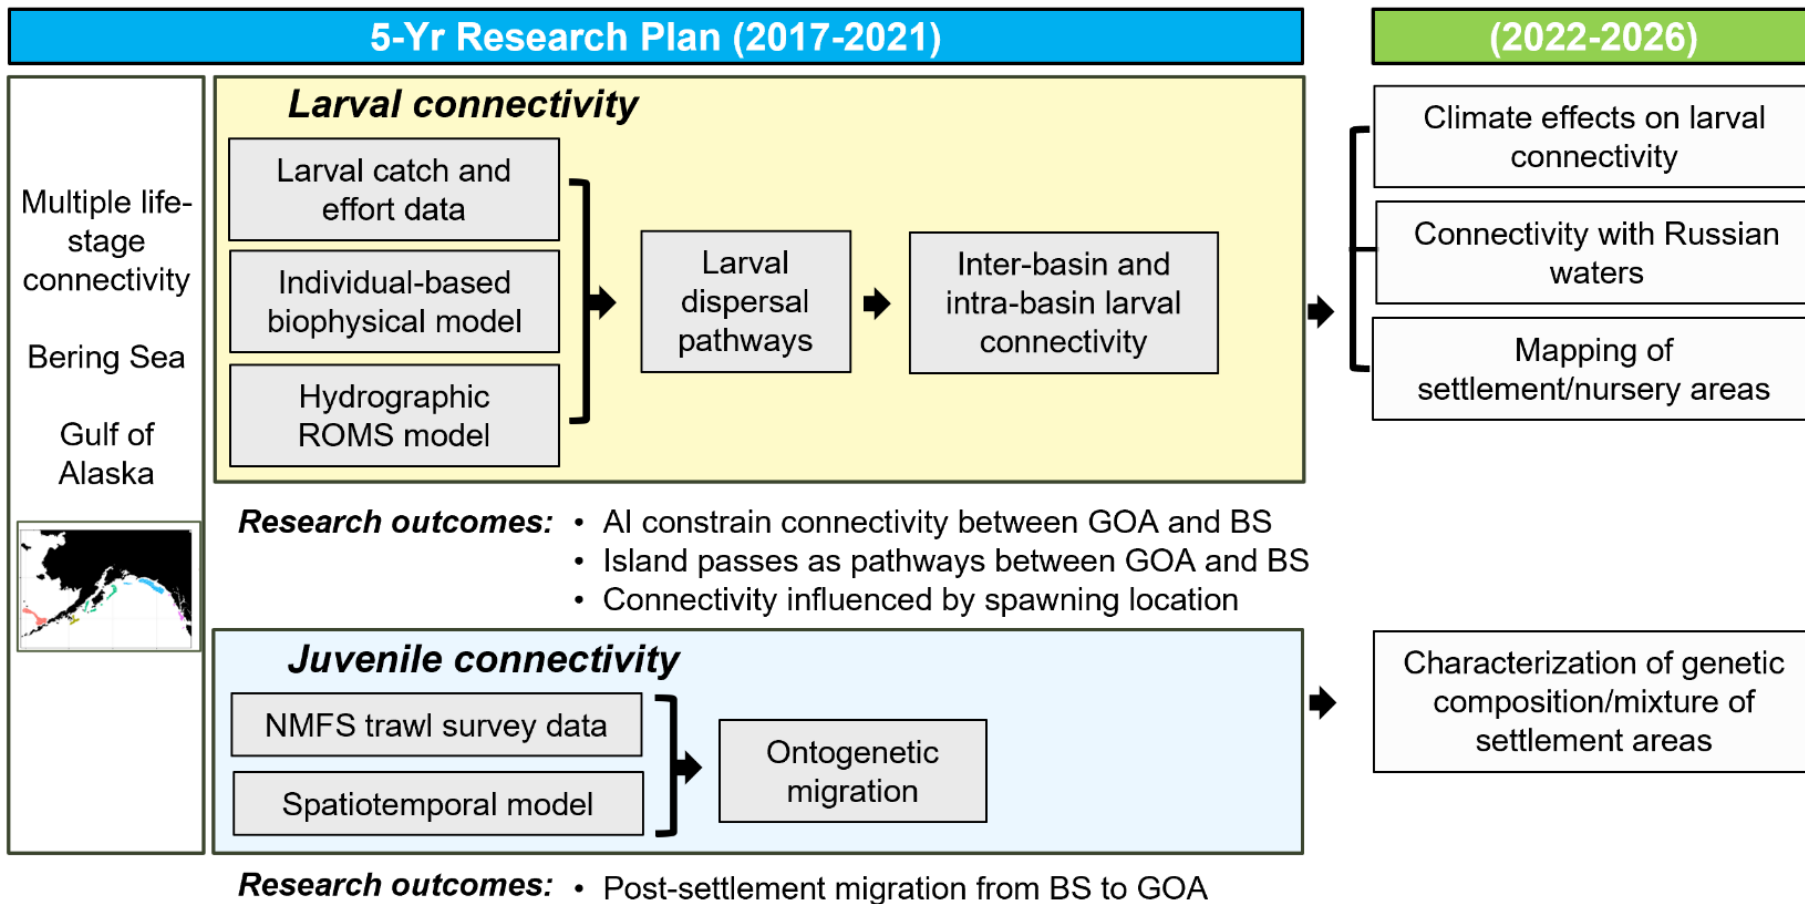 5-Yr Research Plan (2017-2021)
(2022-2026)
Multiple life-
stage
connectivity
Bering Sea
Gulf of
Alaska
Larval connectivity
Larval catch and
effort data
Individual-based
biophysical model
Hydrographic
ROMS model
Larval
dispersal
pathways
Inter-basin and
intra-basin larval
connectivity
Climate effects on larval
connectivity
Connectivity with Russian
waters
Mapping of
settlement/nursery areas
Research outcomes: • AI constrain connectivity between GOA and BS
• Island passes as pathways between GOA and BS
• Connectivity influenced by spawning location
Juvenile connectivity
NMFS trawl survey data
Spatiotemporal model
Ontogenetic
migration
Characterization of genetic
composition/mixture of
settlement areas
Research outcomes: • Post-settlement migration from BS to GOA